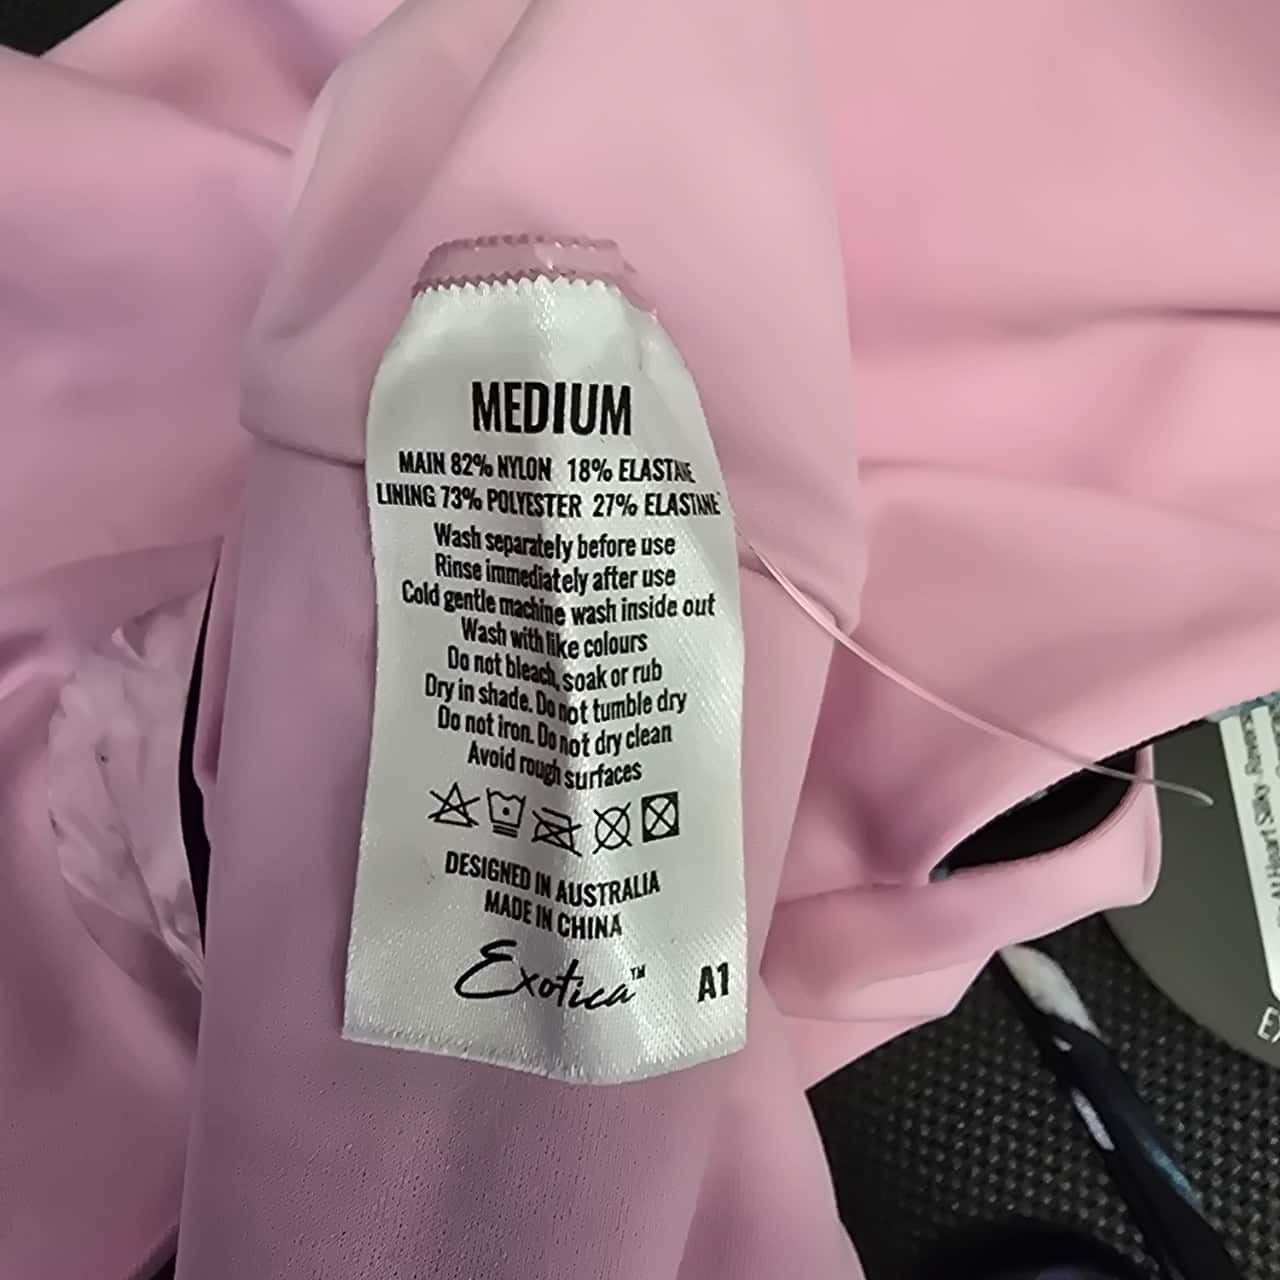 MEDIUM
MAIN 82% NYLON 18% ELASTANE
LINING 73% POLYESTER 27% ELASTANE
Wash separately before use
Rinse immediately after use
Cold gentle machine wash inside out
Wash with like colours
Do not bleach, soak or rub
Dry in shade. Do not tumble dry
Do not iron. Do not dry clean
Avoid rough surfaces
DESIGNED IN AUSTRALIA
MADE IN CHINA
Exotica™ A1